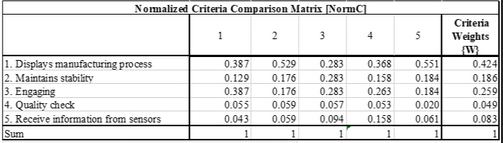 Normalized Criteria Comparison Matrix [NormC]
1 2 3 4 5 Criteria Weights {W}
1. Displays manufacturing process 0.387 0.529 0.283 0.368 0.551 0.424
2. Maintains stability 0.129 0.176 0.283 0.158 0.184 0.186
3. Engaging 0.387 0.176 0.283 0.263 0.184 0.259
4. Quality check 0.055 0.059 0.057 0.053 0.020 0.049
5. Receive information from sensors 0.043 0.059 0.094 0.158 0.061 0.083
Sum 1 1 1 1 1 1